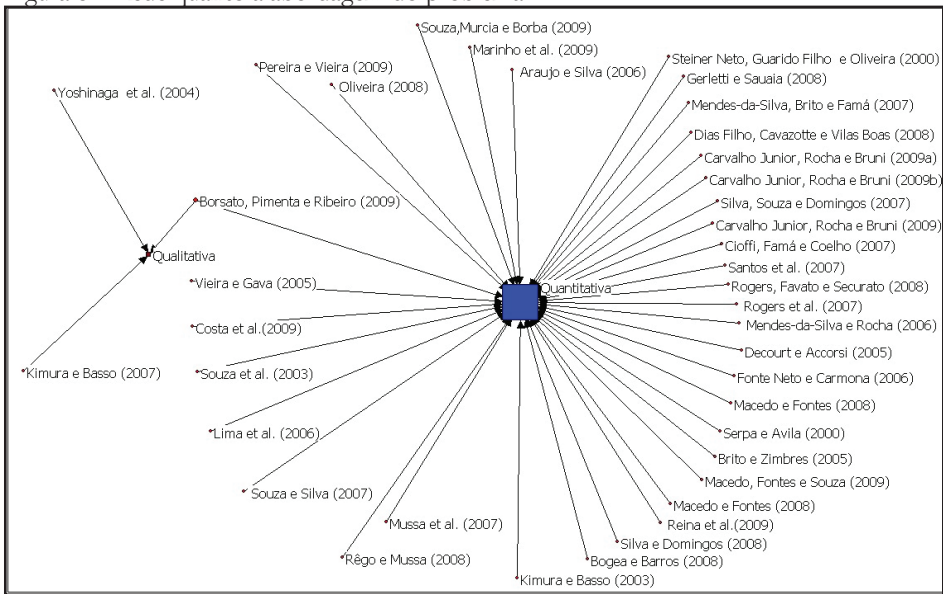 Souza,Murcia e Borba (2009)
Marinho et al. (2009)
Araujo e Silva (2006)
Pereira e Vieira (2009)
Oliveira (2008)
Yoshinaga et al. (2004)
Borsato, Pimenta e Ribeiro (2009)
Qualitativa
Vieira e Gava (2005)
Costa et al.(2009)
Kimura e Basso (2007)
Souza et al. (2003)
Lima et al. (2006)
Souza e Silva (2007)
Mussa et al. (2007)
Rêgo e Mussa (2008)
Kimura e Basso (2003)
Quantitativa
Steiner Neto, Guarido Filho e Oliveira (2000)
Gerletti e Sauaia (2008)
Mendes-da-Silva, Brito e Famá (2007)
Dias Filho, Cavazotte e Vilas Boas (2008)
Carvalho Junior, Rocha e Bruni (2009a)
Carvalho Junior, Rocha e Bruni (2009b)
Silva, Souza e Domingos (2007)
Carvalho Junior, Rocha e Bruni (2009)
Cioffi, Famá e Coelho (2007)
Santos et al. (2007)
Rogers, Favato e Securato (2008)
Rogers et al. (2007)
Mendes-da-Silva e Rocha (2006)
Decourt e Accorsi (2005)
Fonte Neto e Carmona (2006)
Macedo e Fontes (2008)
Serpa e Avila (2000)
Brito e Zimbres (2005)
Macedo, Fontes e Souza (2009)
Macedo e Fontes (2008)
Reina et al.(2009)
Silva e Domingos (2008)
Bogea e Barros (2008)